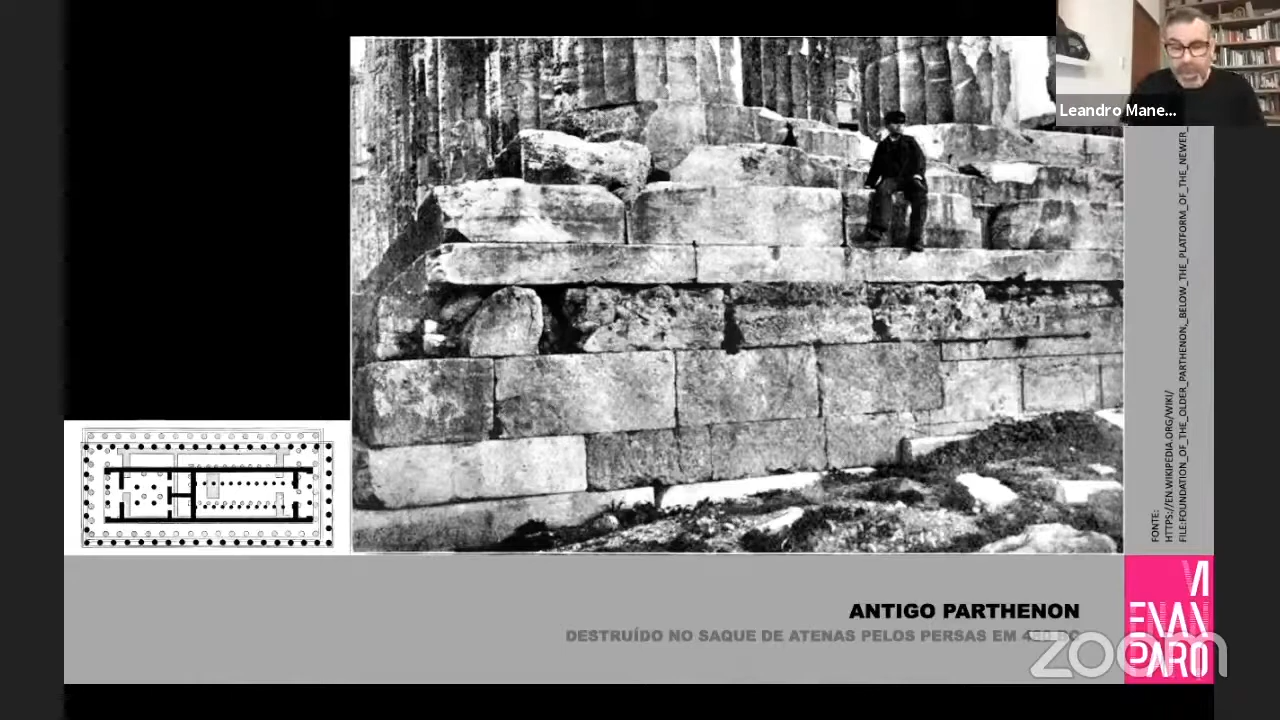 Leandro Mane...
FONTE:
HTTPS://EN.WIKIPEDIA.ORG/WIKI/
FILE:FOUNDATION_OF_THE_OLDER_PARTHENON,_BELOW_THE_PLATFORM_OF_THE_NEWER_
ANTIGO PARTHENON
DESTRUÍDO NO SAQUE DE ATENAS PELOS PERSAS EM
zoom